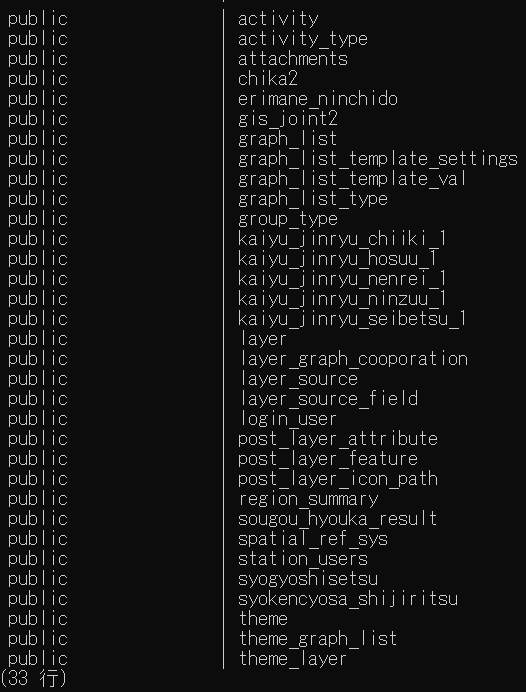 public | activity
public | activity_type
public | attachments
public | chika2
public | erimane_ninchido
public | gis_joint2
public | graph_list
public | graph_list_template_settings
public | graph_list_template_val
public | graph_list_type
public | group_type
public | kaiyu_jinryu_chiiki_1
public | kaiyu_jinryu_hosuu_1
public | kaiyu_jinryu_nenrei_1
public | kaiyu_jinryu_ninzuu_1
public | kaiyu_jinryu_seibetsu_1
public | layer
public | layer_graph_cooporation
public | layer_source
public | layer_source_field
public | login_user
public | post_layer_attribute
public | post_layer_feature
public | post_layer_icon_path
public | region_summary
public | sougou_hyouka_result
public | spatial_ref_sys
public | station_users
public | syogyoshisetsu
public | syokencyosa_shijiritsu
public | theme
public | theme_graph_list
public | theme_layer
(33 行)